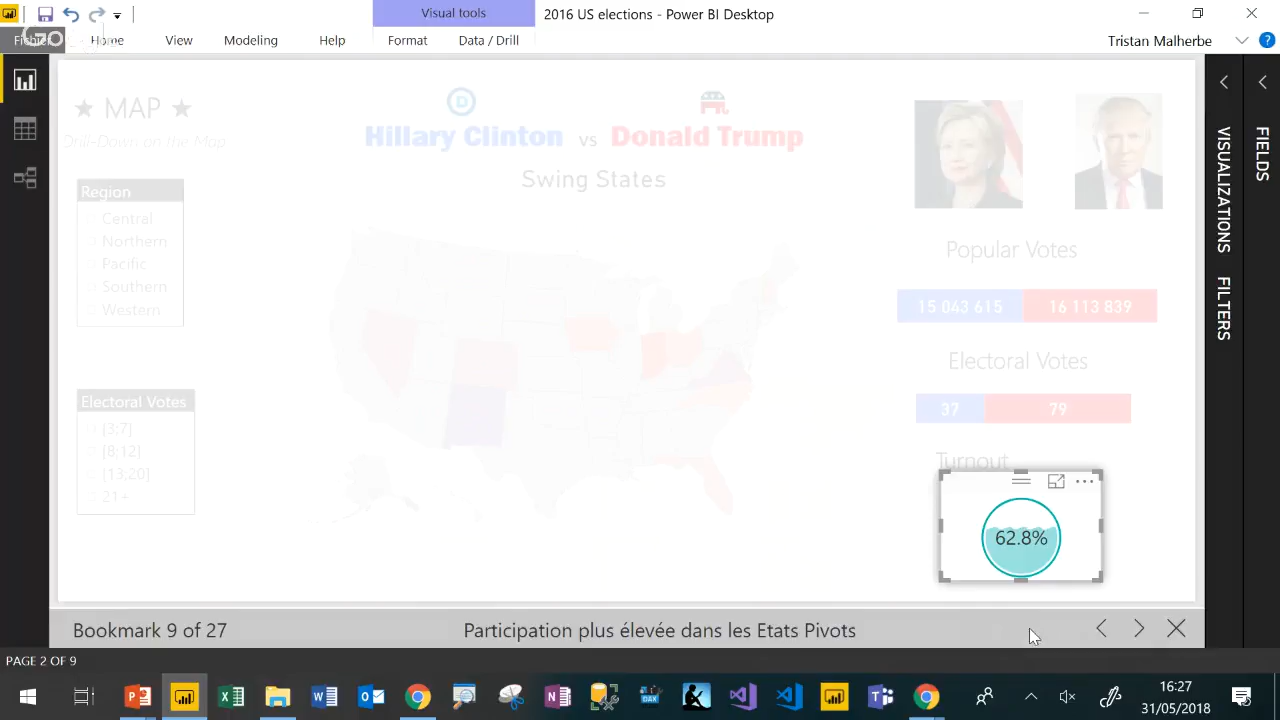 Visual tools
2016 US elections - Power BI Desktop
Go
Fichier
Home
View
Modeling
Help
Format
Data / Drill
Tristan Malherbe
?
★ MAP ★
Drill-Down on the Map
D
Hillary Clinton vs Donald Trump
Swing States
Region
Central
Northern
Pacific
Southern
Western
Electoral Votes
[3:7]
[8:12]
[13:20]
21+
Popular Votes
15 043 615
16 113 839
Electoral Votes
37
79
Turnout
62.8%
VISUALIZATIONS
FILTERS
FIELDS
Bookmark 9 of 27
Participation plus élevée dans les Etats Pivots
PAGE 2 OF 9
16:27
31/05/2018